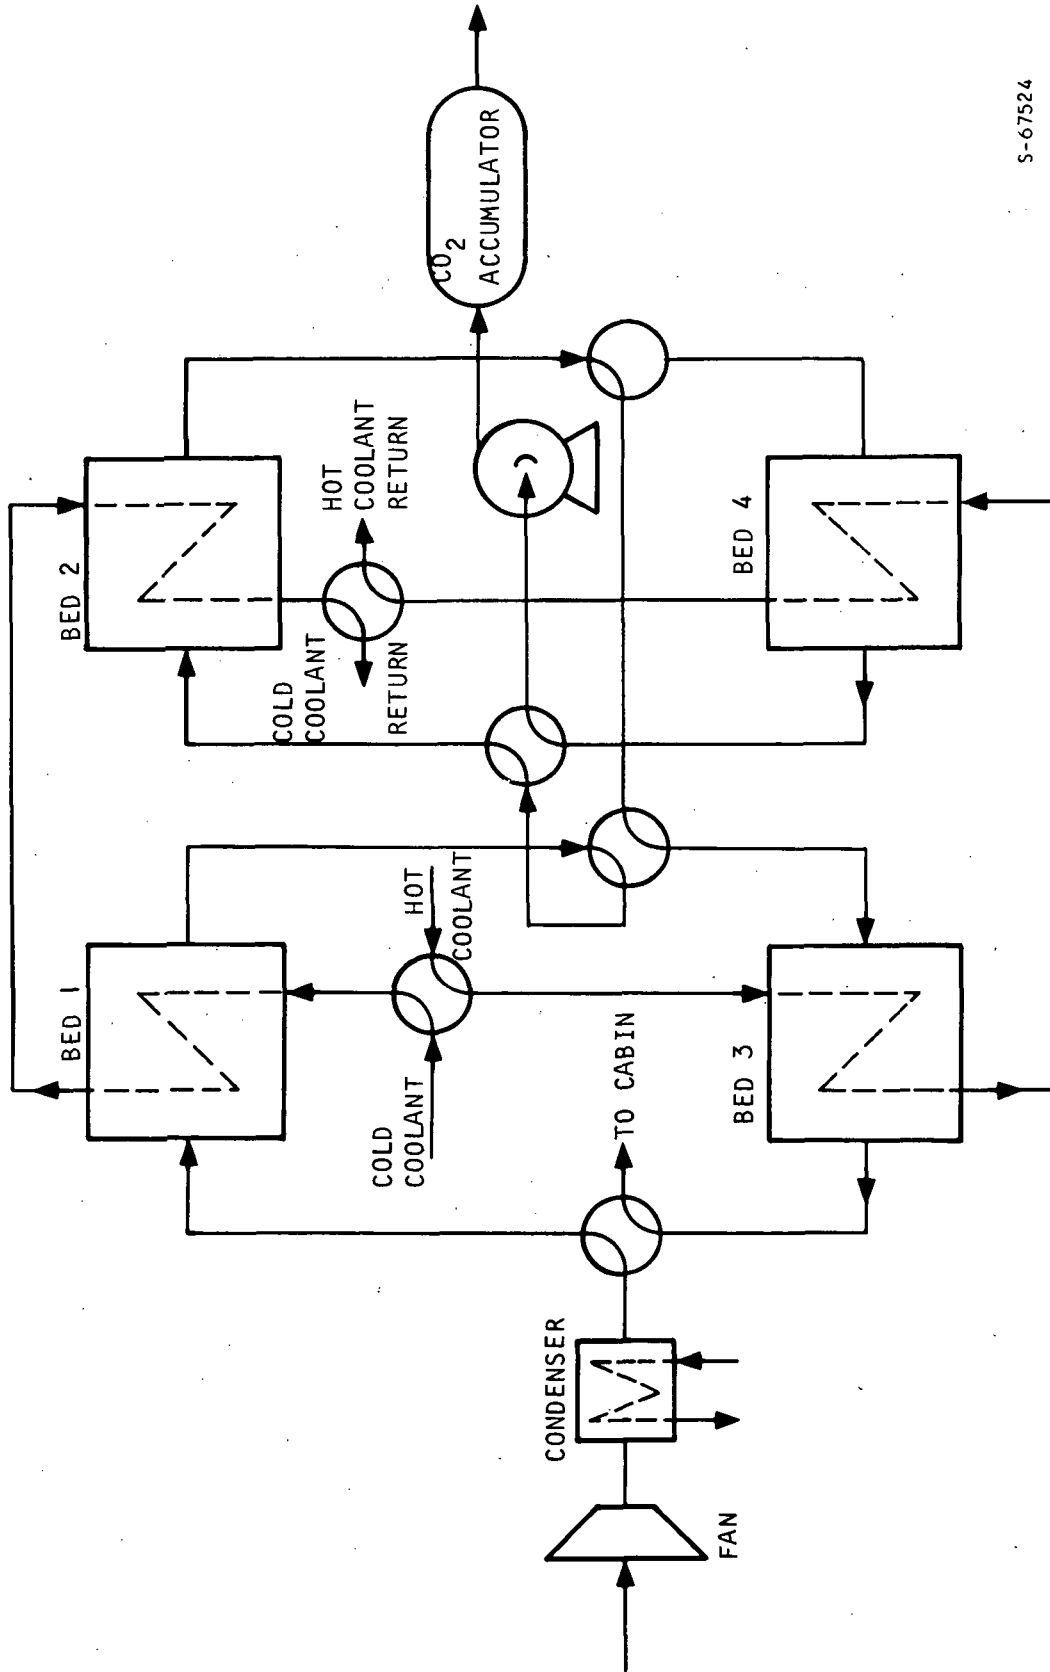 BED 1
BED 2
HOT
COOLANT
RETURN
COLD
COOLANT
RETURN
CO2
ACCUMULATOR
COLD
COOLANT
HOT
COOLANT
FAN
CONDENSER
TO CABIN
BED 3
BED 4
S-67524